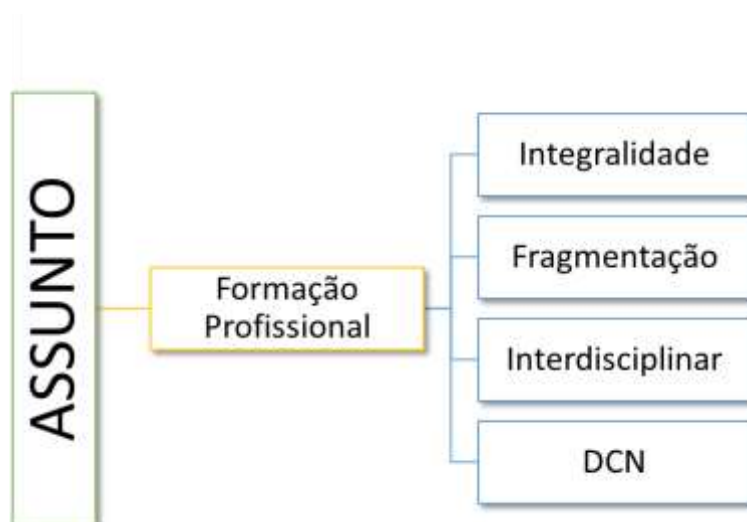 ASSUNTO
Formação
Profissional
Integralidade
Fragmentação
Interdisciplinar
DCN